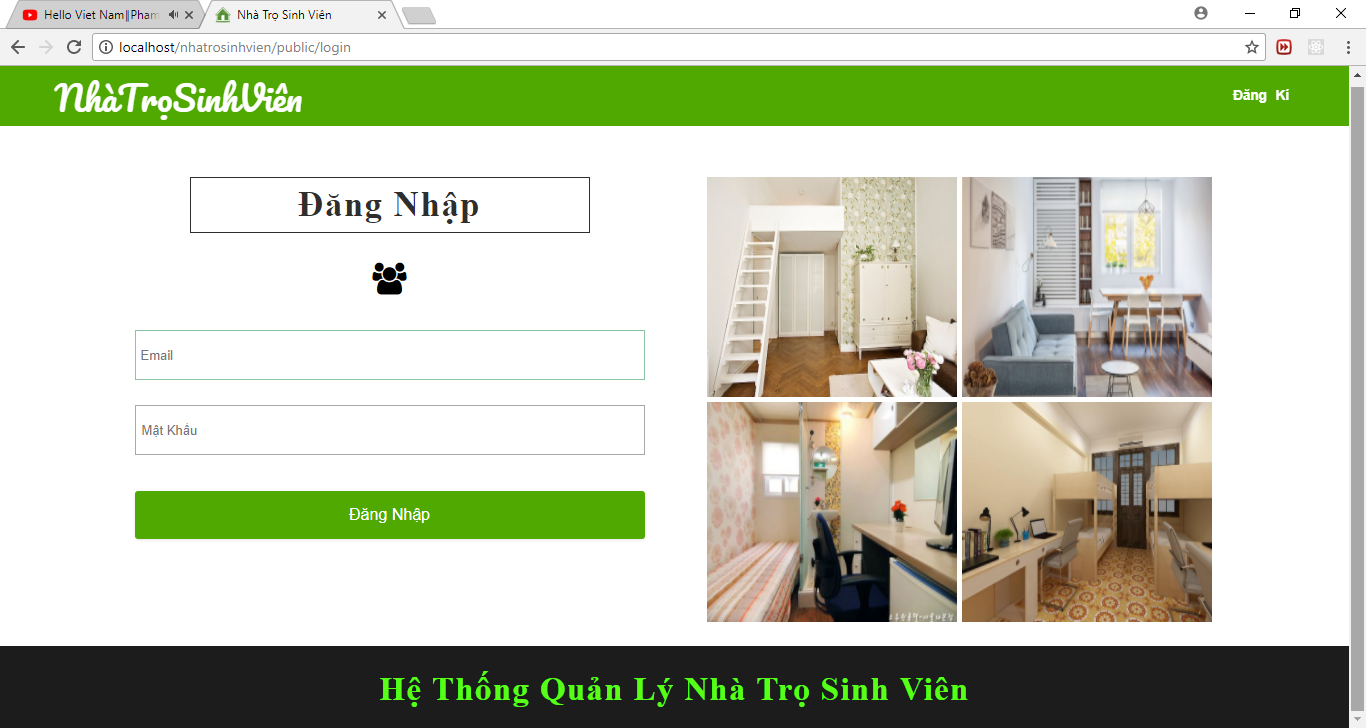 Hello Viet Nam||Pham
Nhà Trọ Sinh Viên
localhost/nhatrosinhvien/public/login
NhàTrọSinhViên
Đăng Kí
Đăng Nhập
Email
Mật Khẩu
Đăng Nhập
Hệ Thống Quản Lý Nhà Trọ Sinh Viên